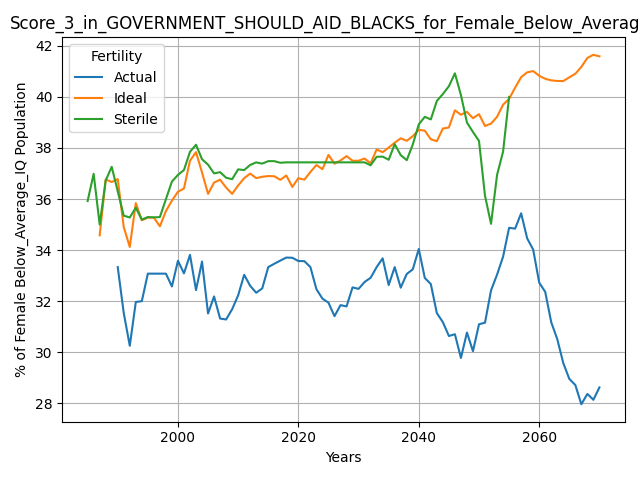 Score_3_in_GOVERNMENT_SHOULD_AID_BLACKS_for_Female_Below_Averag
Fertility
Actual
Ideal
Sterile
% of Female Below_Average_IQ Population
42
40
38
36
34
32
30
28
2000
2020
2040
2060
Years